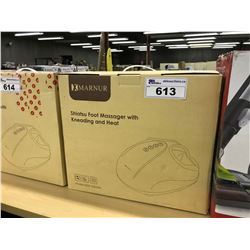 MARNUR
614
613
Shiatsu Foot Massager with
Kneading and Heat